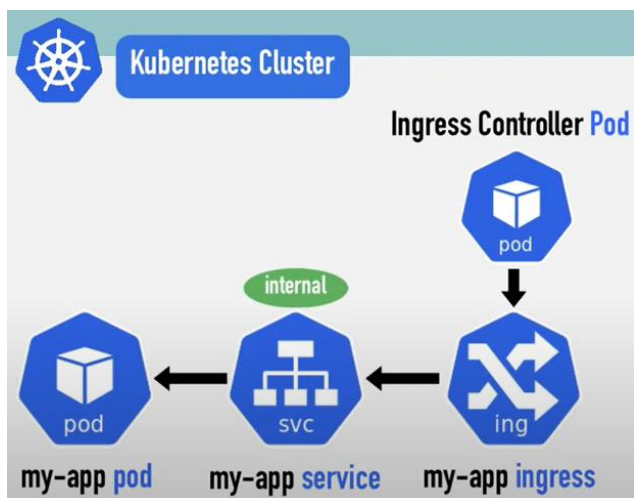 Kubernetes Cluster
Ingress Controller Pod
pod
internal
pod
svc
ing
my-app pod
my-app service
my-app ingress